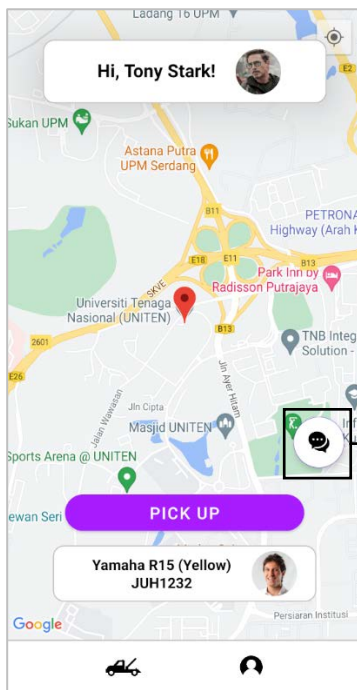 Ladang 16 UPM
Hi, Tony Stark!
E2
Sukan UPM
Astana Putra
UPM Serdang
B11
PETRONA
Highway (Arah K
E18
E11
B13
Park Inn by
Radisson Putrajaya
SKVE
Universiti Tenaga
Nasional (UNITEN)
B13
2601
TNB Integ
Solution -
E26
Jln Ayer Hitam
Jln Cipta
Jalan Wawasan
Masjid UNITEN
Inf
K
Sports Arena @ UNITEN
ewan Seri
PICK UP
Yamaha R15 (Yellow)
JUH1232
Google
Persiaran Institusi